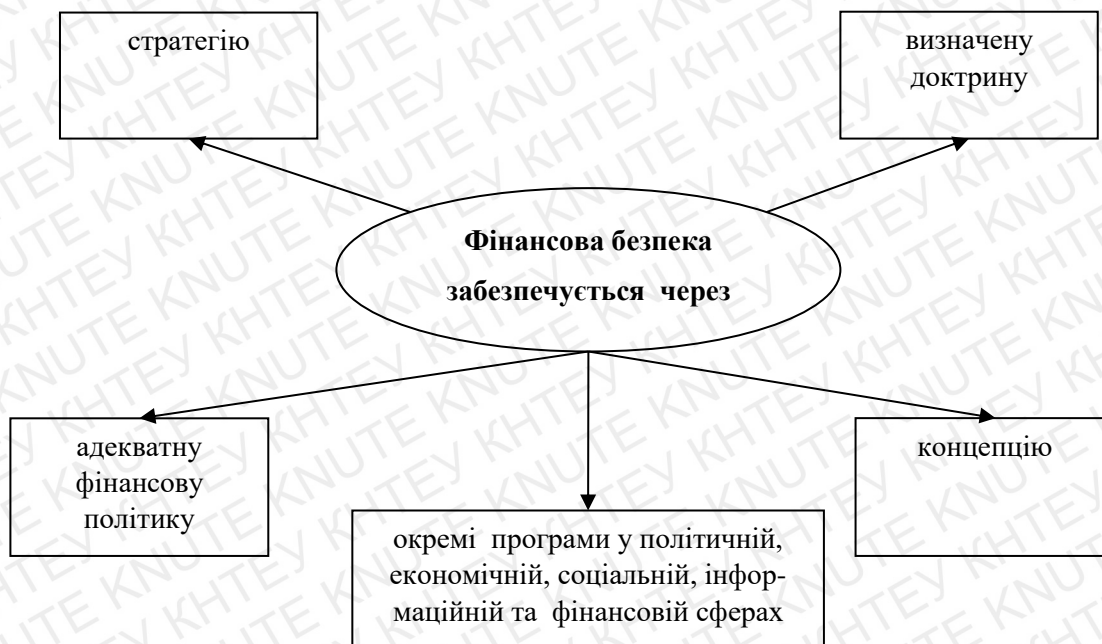 стратегію
визначену
доктрину
Фінансова безпека
забезпечується через
адекватну
фінансову
політику
концепцію
окремі програми у політичній,
економічній, соціальній, інфор-
маційній та фінансовій сферах